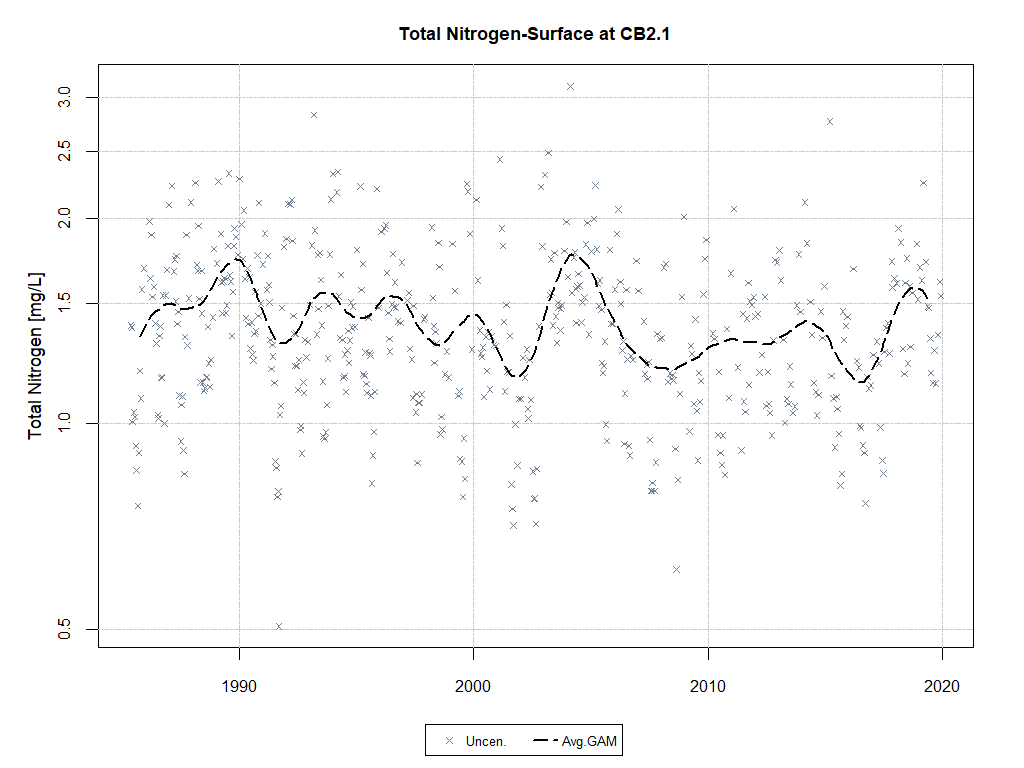 Total Nitrogen-Surface at CB2.1
Total Nitrogen [mg/L]
3.0
2.5
2.0
1.5
1.0
0.5
1990
2000
2010
2020
Uncen.
Avg.GAM